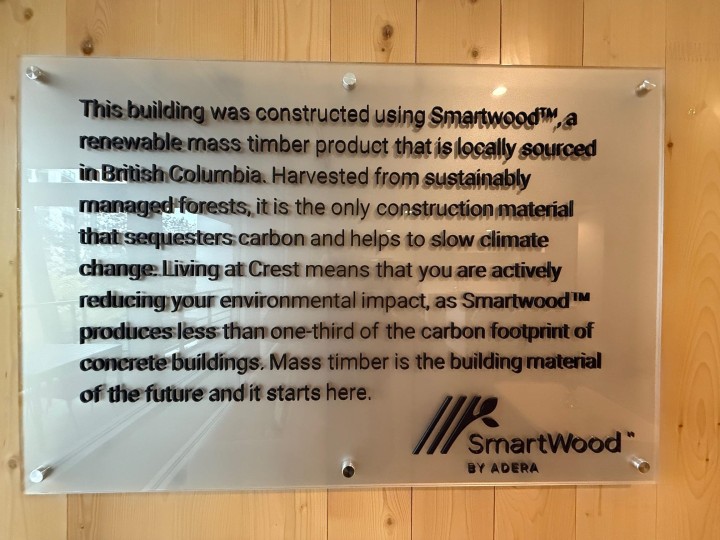 This building was constructed using Smartwood™, a
renewable mass timber product that is locally sourced
in British Columbia. Harvested from sustainably
managed forests, it is the only construction material
that sequesters carbon and helps to slow climate
change. Living at Crest means that you are actively
reducing your environmental impact, as Smartwood™
produces less than one-third of the carbon footprint of
concrete buildings. Mass timber is the building material
of the future and it starts here.
SmartWood™
BY ADERA